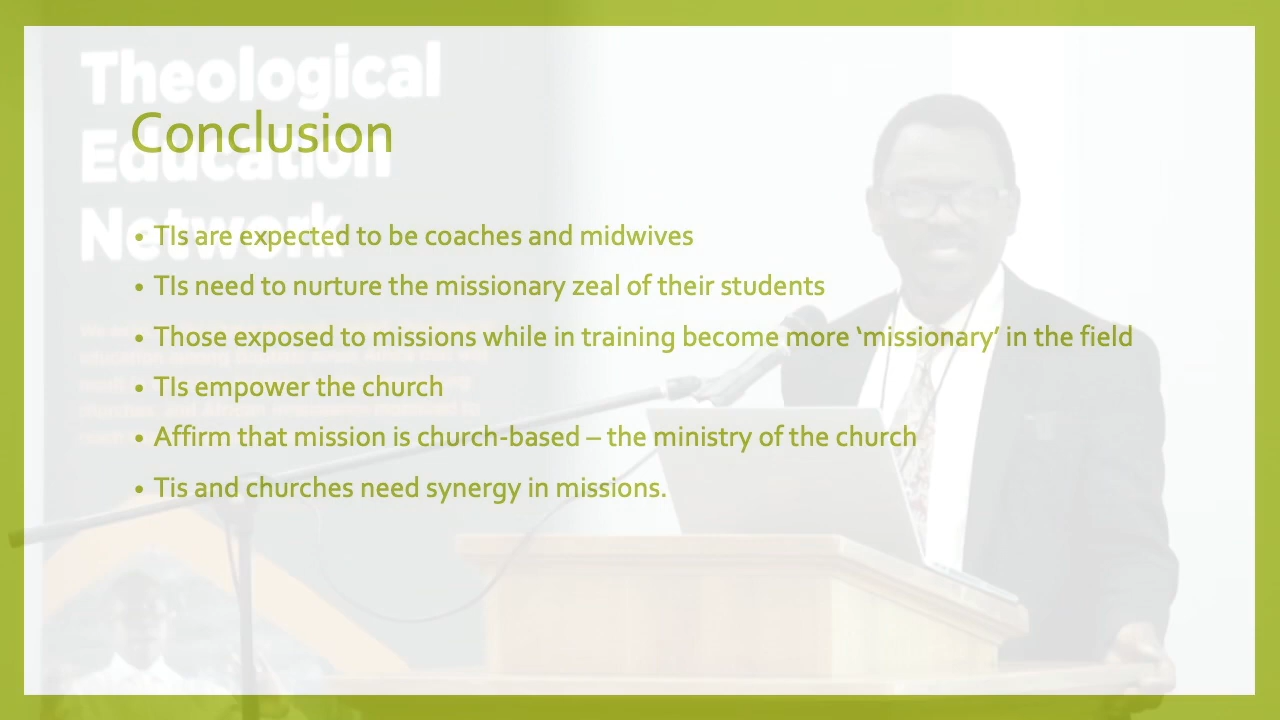 Theological
Education
Network
Conclusion
• TIs are expected to be coaches and midwives
• TIs need to nurture the missionary zeal of their students
• Those exposed to missions while in training become more ‘missionary’ in the field
• TIs empower the church
• Affirm that mission is church-based – the ministry of the church
• Tis and churches need synergy in missions.